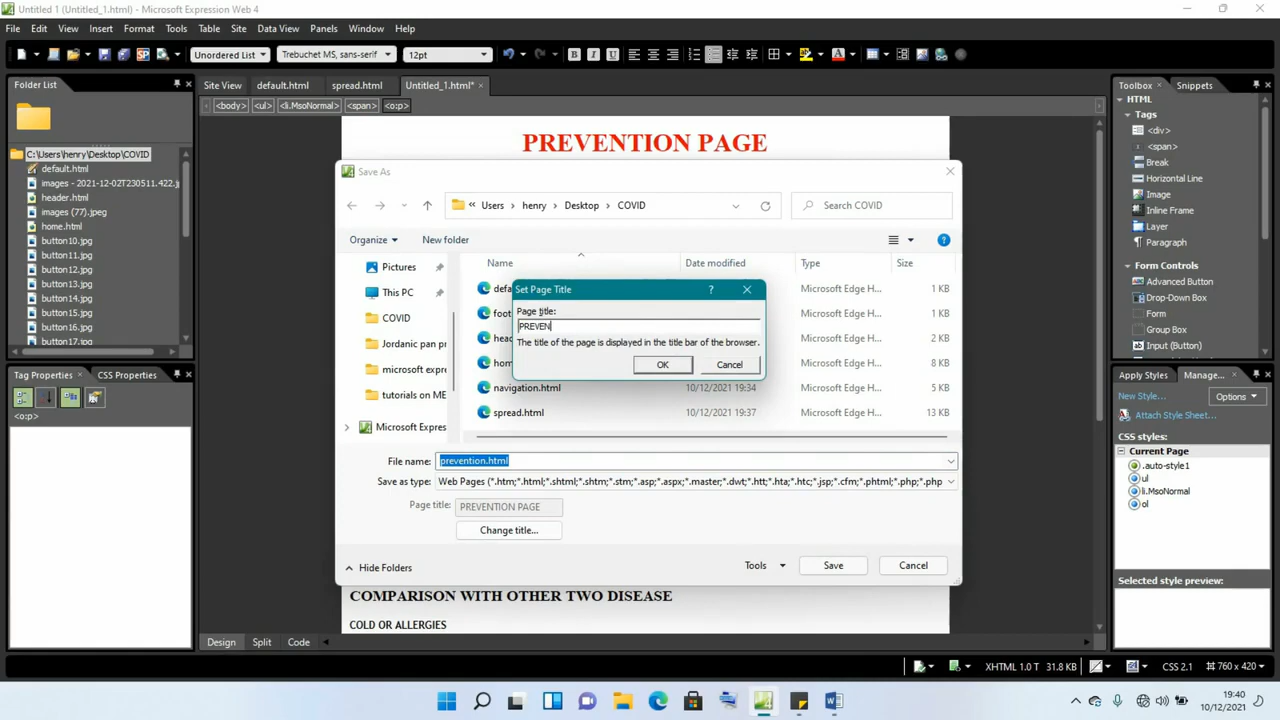 Untitled 1 (Untitled_1.html) - Microsoft Expression Web 4
File Edit View Insert Format Tools Table Site Data View Panels Window Help
Unordered List Trebuchet MS, sans-serif 12pt
B I U
Folder List
Site View default.html spread.html Untitled_1.html*
<body> <ul> <li.MsoNormal> <span> <o:p>
C:\Users\henry\Desktop\COVID
default.html
images - 2021-12-02T230511.422.j
header.html
images (77).jpeg
home.html
button10.jpg
button11.jpg
button12.jpg
button13.jpg
button14.jpg
button15.jpg
button16.jpg
button17.jpg
Tag Properties CSS Properties
<o:p>
PREVENTION PAGE
Save As
« Users > henry > Desktop > COVID
Search COVID
Organize New folder
Pictures
This PC
COVID
Jordanic pan pr
microsoft expre
tutorials on ME
Microsoft Expres
Name Date modified Type Size
defa Microsoft Edge H... 1 KB
foot Microsoft Edge H... 1 KB
head Microsoft Edge H... 2 KB
hom Microsoft Edge H... 1 KB
navigation.html 10/12/2021 19:34 Microsoft Edge H... 5 KB
spread.html 10/12/2021 19:37 Microsoft Edge H... 13 KB
Set Page Title
?
Page title:
PREVEN
The title of the page is displayed in the title bar of the browser.
OK Cancel
File name: prevention.html
Save as type: Web Pages (*.htm;*.html;*.shtml;*.shtm;*.stm;*.asp;*.aspx;*.master;*.dwt;*.htt;*.hta;*.htc;*.jsp;*.cfm;*.phtml;*.php;*.php
Page title: PREVENTION PAGE
Change title...
Hide Folders
Tools Save Cancel
COMPARISON WITH OTHER TWO DISEASE
COLD OR ALLERGIES
Design Split Code
Toolbox Snippets
HTML
Tags
<div>
<span>
Break
Horizontal Line
Image
Inline Frame
Layer
Paragraph
Form Controls
Advanced Button
Drop-Down Box
Form
Group Box
Input (Button)
Apply Styles Manage...
New Style... Options
Attach Style Sheet...
CSS styles:
Current Page
.auto-style1
ul
li.MsoNormal
ol
Selected style preview:
XHTML 1.0 T 31.8 KB CSS 2.1 760 x 420
19:40
10/12/2021